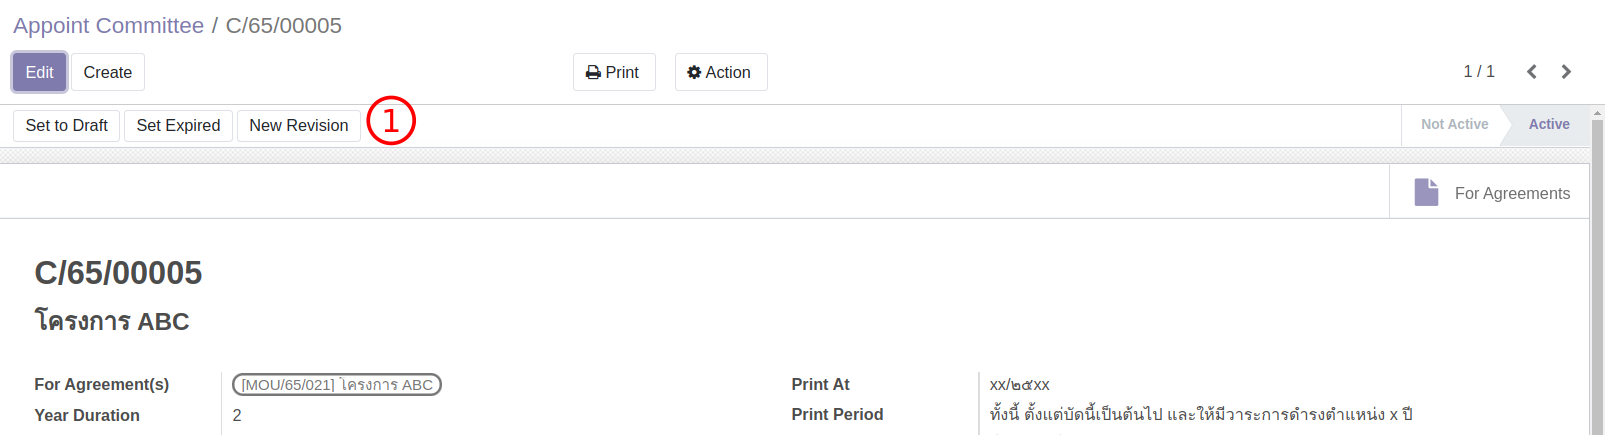 Appoint Committee / C/65/00005
Edit Create Print Action 1 / 1
Set to Draft Set Expired New Revision 1 Not Active Active
For Agreements
C/65/00005
โครงการ ABC
For Agreement(s) [MOU/65/021] โครงการ ABC Print At xx/๒๕xx
Year Duration 2 Print Period ทั้งนี้ ตั้งแต่บัดนี้เป็นต้นไป และให้มีวาระการดำรงตำแหน่ง x ปี